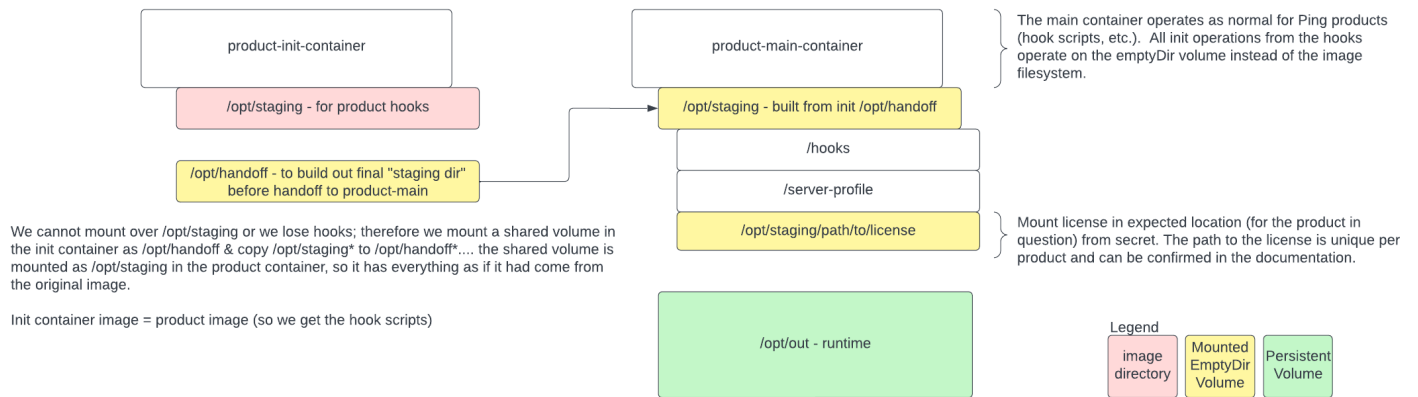 product-init-container
/opt/staging - for product hooks
/opt/handoff - to build out final "staging dir"
before handoff to product-main
We cannot mount over /opt/staging or we lose hooks; therefore we mount a shared volume in
the init container as /opt/handoff & copy /opt/staging* to /opt/handoff*.... the shared volume is
mounted as /opt/staging in the product container, so it has everything as if it had come from
the original image.
Init container image = product image (so we get the hook scripts)
product-main-container
/opt/staging - built from init /opt/handoff
/hooks
/server-profile
/opt/staging/path/to/license
/opt/out - runtime
The main container operates as normal for Ping products
(hook scripts, etc.).  All init operations from the hooks
operate on the emptyDir volume instead of the image
filesystem.
Mount license in expected location (for the product in
question) from secret. The path to the license is unique per
product and can be confirmed in the documentation.
Legend
image
directory
Mounted
EmptyDir
Volume
Persistent
Volume